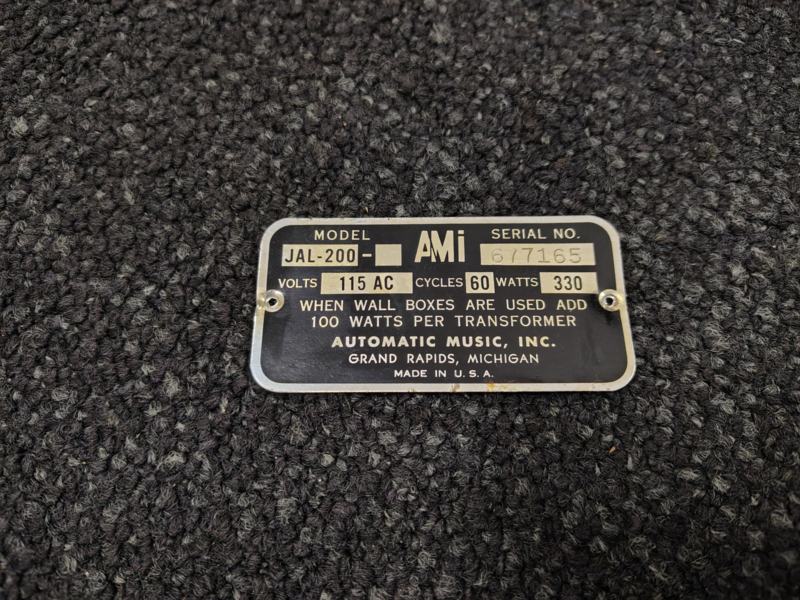 MODEL AMi SERIAL NO.
JAL-200- 677165
VOLTS 115 AC CYCLES 60 WATTS 330
WHEN WALL BOXES ARE USED ADD
100 WATTS PER TRANSFORMER
AUTOMATIC MUSIC, INC.
GRAND RAPIDS, MICHIGAN
MADE IN U.S.A.